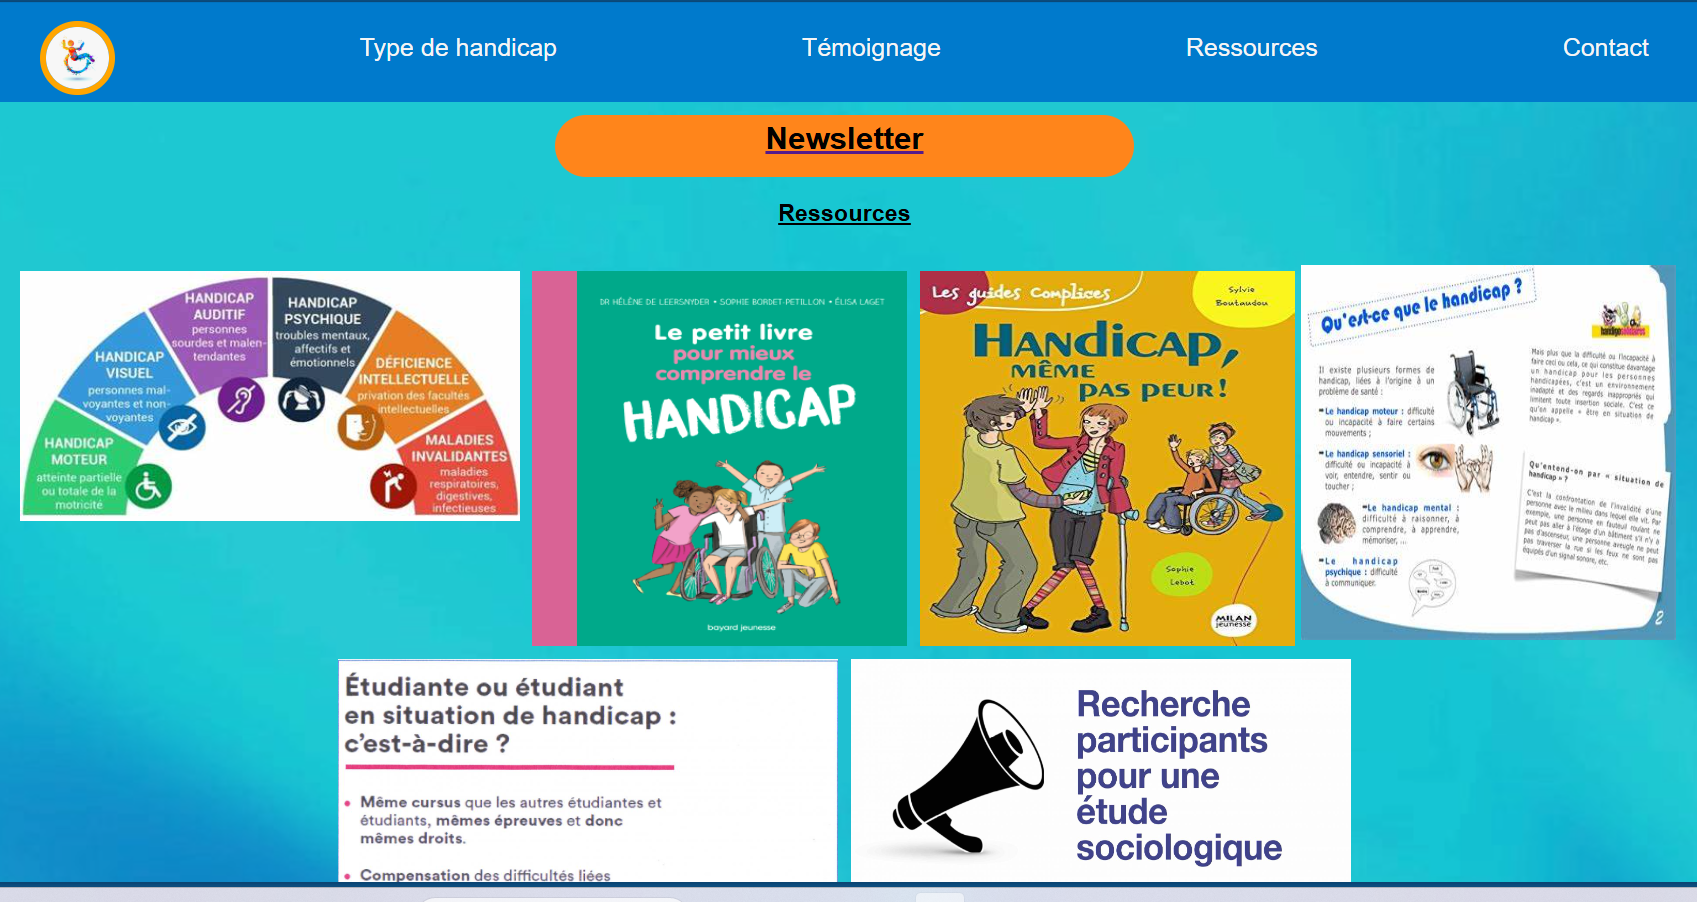 Type de handicap
Témoignage
Ressources
Contact
Newsletter
Ressources
HANDICAP
MOTEUR
atteinte partielle
ou totale de la
motricité
HANDICAP
VISUEL
personnes mal-
voyantes et non-
voyantes
HANDICAP
AUDITIF
personnes
sourdes et malen-
tendantes
HANDICAP
PSYCHIQUE
troubles mentaux,
affectifs et
émotionnels
DÉFICIENCE
INTELLECTUELLE
privation des facultés
intellectuelles
MALADIES
INVALIDANTES
maladies
respiratoires,
digestives,
infectieuses
DR HÉLÈNE DE LEERSNYDER • SOPHIE BORDET-PETILLON • ÉLISA LAGET
Le petit livre
pour mieux
comprendre le
HANDICAP
bayard jeunesse
Les guides Complices
Sylvie
Boutaudou
HANDICAP,
MÊME
PAS PEUR !
Sophie
Lebot
MILAN
jeunesse
Qu'est-ce que le handicap ?
Il existe plusieurs formes de
handicap, liées à l'origine à un
problème de santé :
Le handicap moteur : difficulté
ou incapacité à faire certains
mouvements ;
Le handicap sensoriel :
difficulté ou incapacité à
voir, entendre, sentir ou
toucher ;
Le handicap mental :
difficulté à raisonner, à
comprendre, à apprendre,
mémoriser, ...
Le handicap
psychique : difficulté
à communiquer.
Mais plus que la difficulté ou l'incapacité à
faire ceci ou cela, ce qui constitue davantage
un handicap pour les personnes
handicapées, c'est un environnement
inadapté et des regards inappropriés qui
limitent toute insertion sociale. C'est ce
qu'on appelle « être en situation de
handicap ».
Qu'entend-on par « situation de
handicap » ?
C'est la confrontation de l'invalidité d'une
personne avec le milieu dans lequel elle vit. Par
exemple, une personne en fauteuil roulant ne
peut pas aller à l'étage d'un bâtiment s'il n'y a
pas d'ascenseur, une personne aveugle ne peut
pas traverser la rue si les feux ne sont pas
équipés d'un signal sonore, etc.
2
Étudiante ou étudiant
en situation de handicap :
c'est-à-dire ?
• Même cursus que les autres étudiantes et
étudiants, mêmes épreuves et donc
mêmes droits.
• Compensation des difficultés liées
Recherche
participants
pour une
étude
sociologique